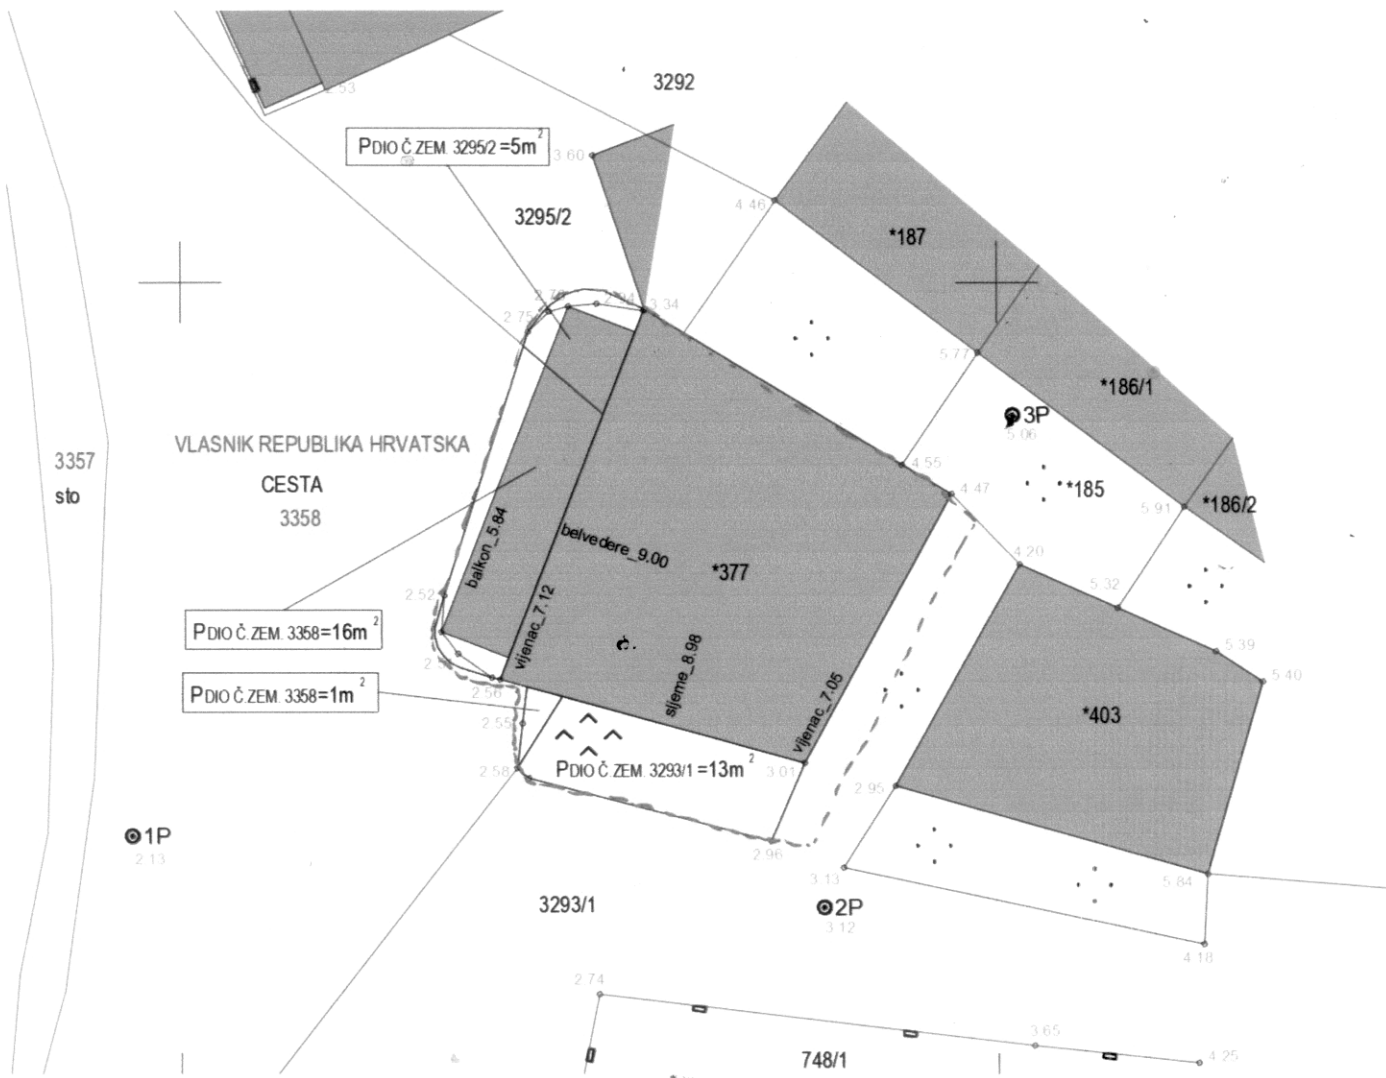 3292
2.53
PDIO Č.ZEM. 3295/2 =5m²
3.60
3295/2
4.46
*187
2.94
3.34
2.75
5.77
*186/1
3P
5.06
VLASNIK REPUBLIKA HRVATSKA
CESTA
3358
3357
sto
4.55
4.47
*185
5.91
*186/2
balkon_5.84
belvedere_9.00
*377
4.20
5.32
2.52
vijenac_7.12
PDIO Č.ZEM. 3358=16m²
5.39
5.40
sljeme_8.98
vijenac_7.05
PDIO Č.ZEM. 3358=1m²
2.56
2.55
*403
2.58
PDIO Č.ZEM. 3293/1 =13m²
3.01
2.95
1P
2.13
2.96
3.13
5.84
3293/1
2P
3.12
4.18
2.74
3.65
748/1
4.25